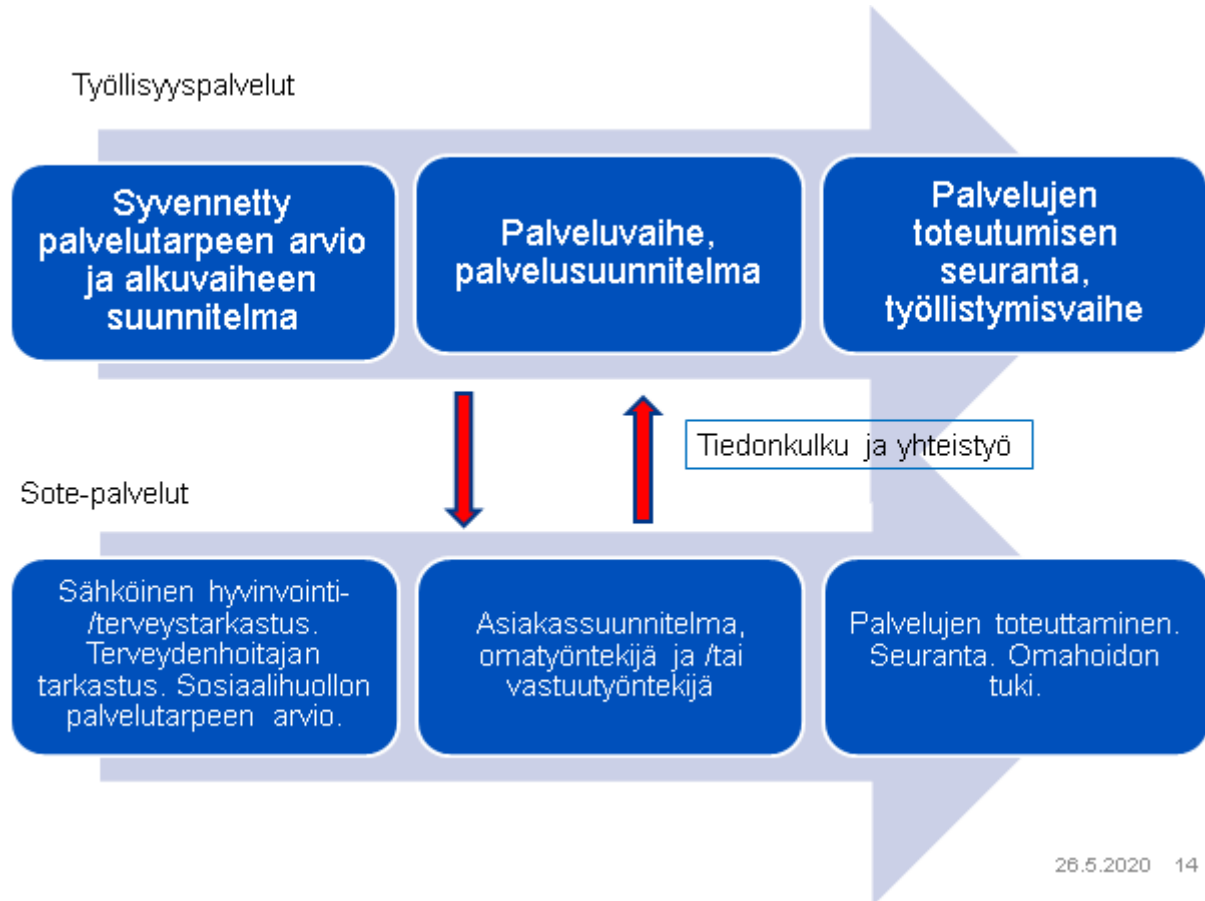 Työllisyyspalvelut
Syvennetty
palvelutarpeen arvio
ja alkuvaiheen
suunnitelma
Palveluvaihe,
palvelusuunnitelma
Palvelujen
toteutumisen
seuranta,
työllistymisvaihe
Tiedonkulku ja yhteistyö
Sote-palvelut
Sähköinen hyvinvointi-
/terveystarkastus.
Terveydenhoitajan
tarkastus. Sosiaalihuollon
palvelutarpeen arvio.
Asiakassuunnitelma,
omatyöntekijä ja /tai
vastuutyöntekijä
Palvelujen toteuttaminen.
Seuranta. Omahoidon
tuki.
26.5.2020 14